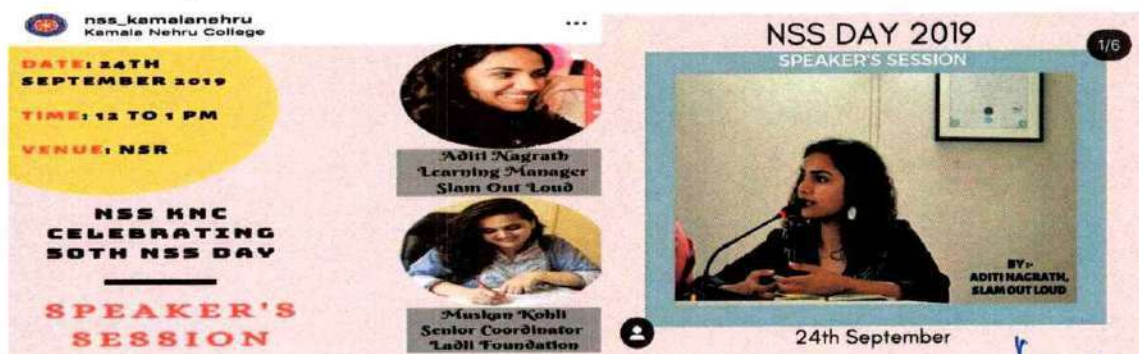 nss_kamalanehru
Kamala Nehru College
DATE: 24TH
SEPTEMBER 2019
TIME: 12 TO 1 PM
VENUE: NSR
NSS KNC
CELEBRATING
50TH NSS DAY
SPEAKER'S
SESSION
Aditi Nagrath
Learning Manager
Slam Out Loud
Muskan Kohli
Senior Coordinator
Ladli Foundation
NSS DAY 2019
1/6
SPEAKER'S SESSION
BY:-
ADITI NAGRATH,
SLAM OUT LOUD
24th September